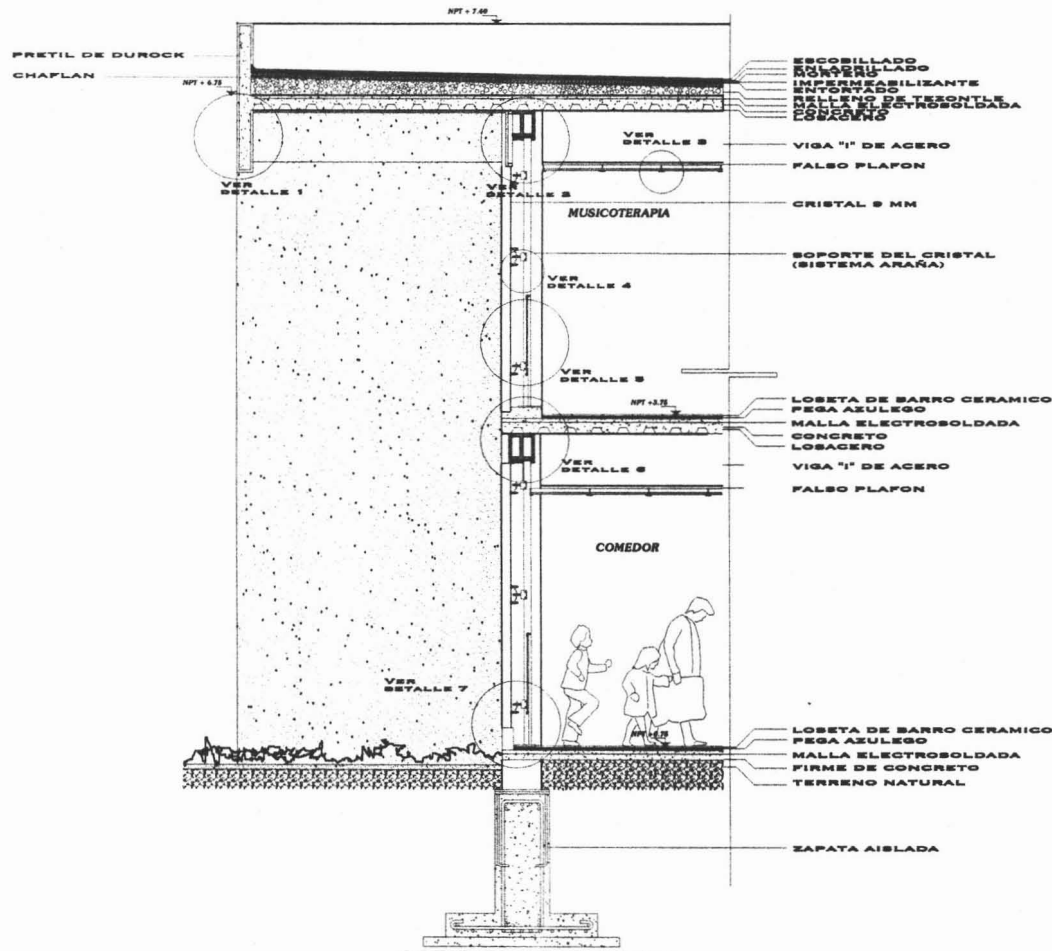 NPT + 7.40
PRETIL DE DUROCK
CHAFLAN
NPT + 6.75
ESCOBILLADO
ENLADRILLADO
MORTERO
IMPERMEABILIZANTE
ENTORTADO
RELLENO DE TEZONTLE
MALLA ELECTROSOLDADA
CONCRETO
LOSACERO
VER
DETALLE 3
VIGA "I" DE ACERO
FALSO PLAFON
VER
DETALLE 1
VER
DETALLE 2
CRISTAL 9 MM
MUSICOTERAPIA
SOPORTE DEL CRISTAL
(SISTEMA ARAÑA)
VER
DETALLE 4
VER
DETALLE 5
NPT +3.75
LOSETA DE BARRO CERAMICO
PEGA AZULEGO
MALLA ELECTROSOLDADA
CONCRETO
LOSACERO
VER
DETALLE 6
VIGA "I" DE ACERO
FALSO PLAFON
COMEDOR
VER
DETALLE 7
LOSETA DE BARRO CERAMICO
PEGA AZULEGO
MALLA ELECTROSOLDADA
FIRME DE CONCRETO
TERRENO NATURAL
ZAPATA AISLADA